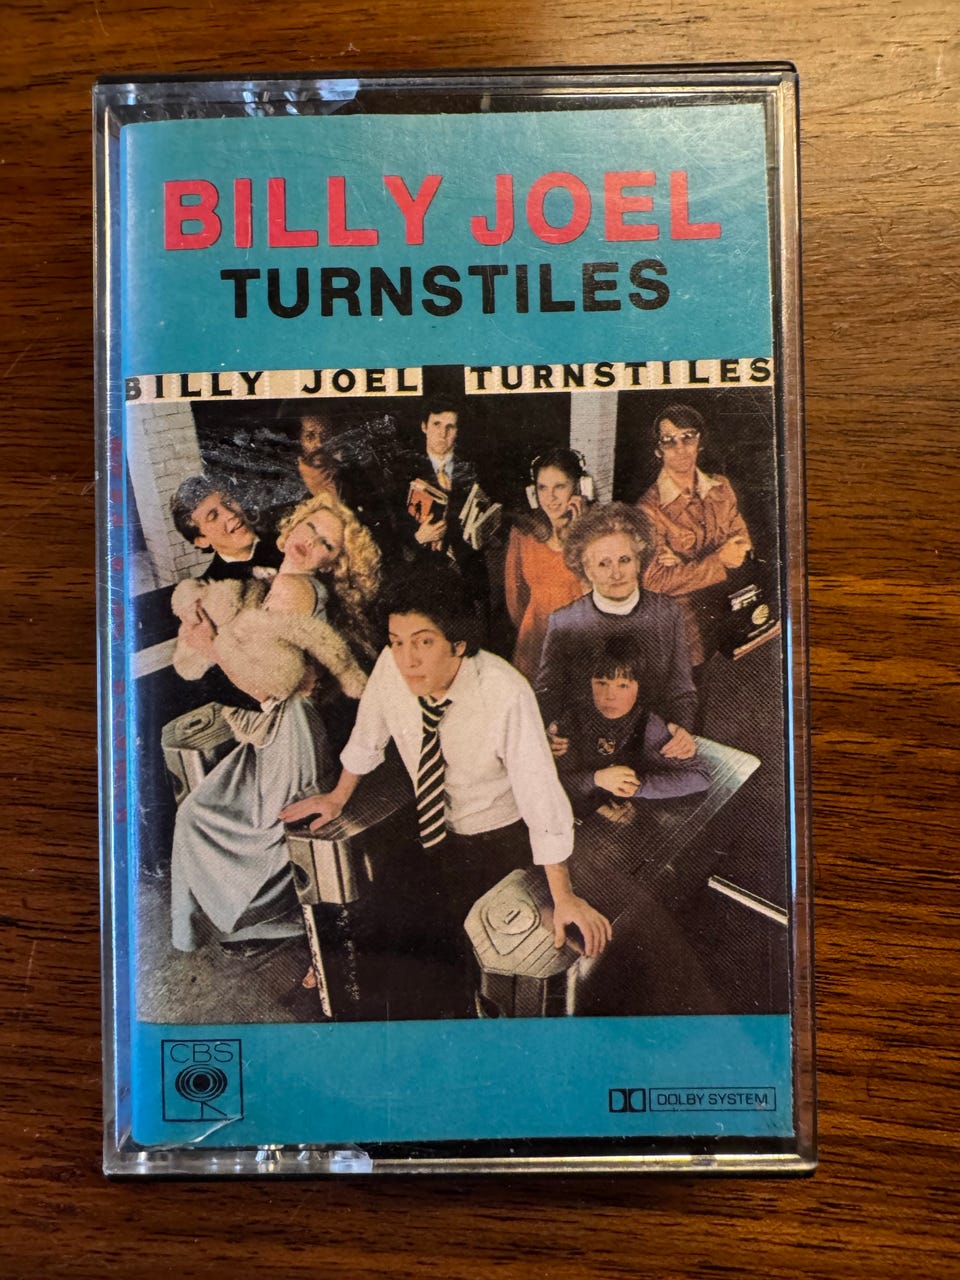 BILLY JOEL
TURNSTILES
BILLY JOEL TURNSTILES
CBS
DOLBY SYSTEM